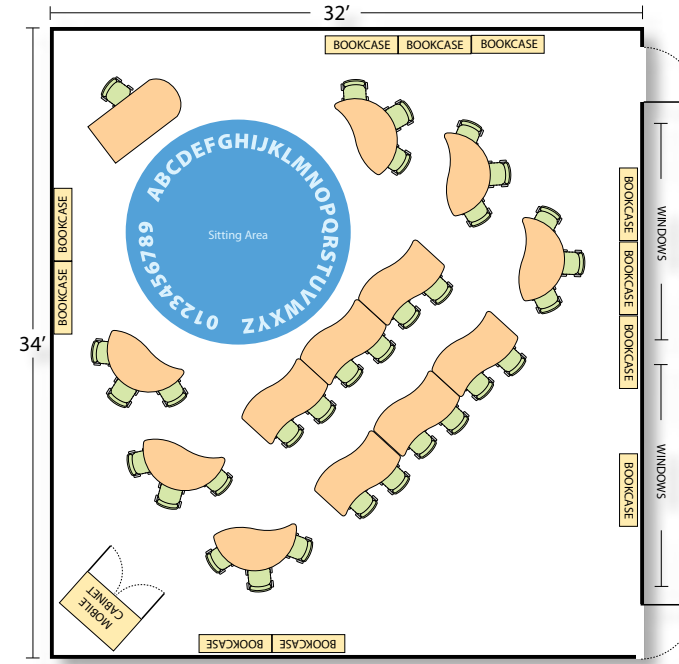 32'
BOOKCASE BOOKCASE BOOKCASE
ABCDEFGHIJKLMNOPQRSTUVWXYZ
0123456789
Sitting Area
BOOKCASE
BOOKCASE
BOOKCASE
BOOKCASE
BOOKCASE
WINDOWS
34'
BOOKCASE
WINDOWS
MOBILE
CABINET
BOOKCASE BOOKCASE